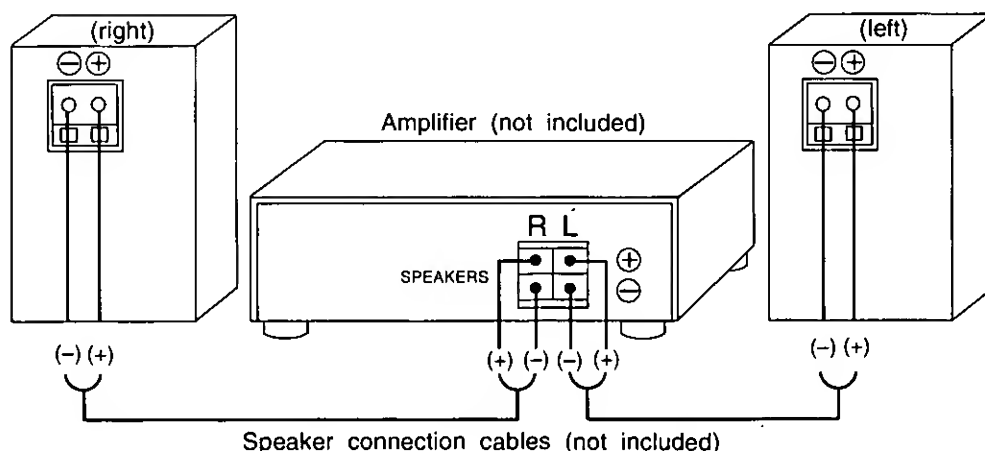 (right)
(left)
⊖ ⊕
⊖ ⊕
Amplifier (not included)
R L
SPEAKERS
⊕
⊖
(−) (+)
(+) (−) (−) (+)
(−) (+)
Speaker connection cables (not included)